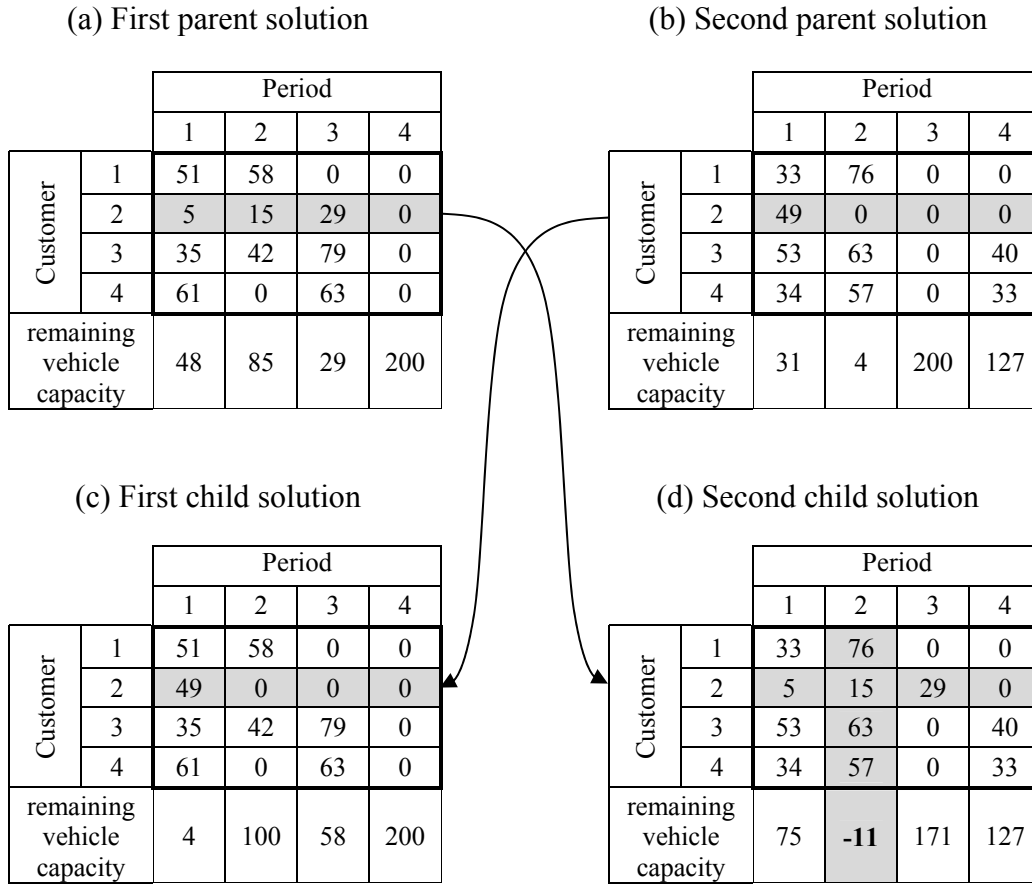 (a) First parent solution
Period
1 2 3 4
Customer
1 51 58 0 0
2 5 15 29 0
3 35 42 79 0
4 61 0 63 0
remaining
vehicle
capacity
48 85 29 200
(b) Second parent solution
Period
1 2 3 4
Customer
1 33 76 0 0
2 49 0 0 0
3 53 63 0 40
4 34 57 0 33
remaining
vehicle
capacity
31 4 200 127
(c) First child solution
Period
1 2 3 4
Customer
1 51 58 0 0
2 49 0 0 0
3 35 42 79 0
4 61 0 63 0
remaining
vehicle
capacity
4 100 58 200
(d) Second child solution
Period
1 2 3 4
Customer
1 33 76 0 0
2 5 15 29 0
3 53 63 0 40
4 34 57 0 33
remaining
vehicle
capacity
75 -11 171 127